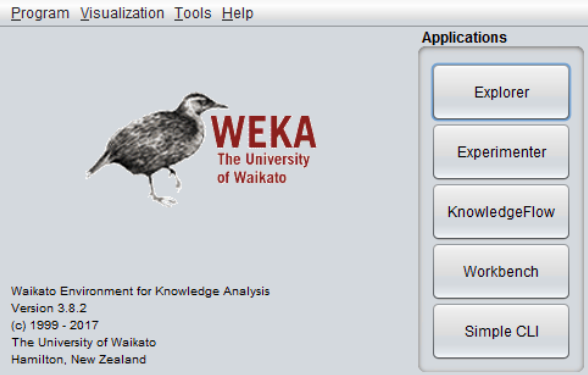 Program Visualization Tools Help
Applications
Explorer
Experimenter
KnowledgeFlow
Workbench
Simple CLI
WEKA
The University
of Waikato
Waikato Environment for Knowledge Analysis
Version 3.8.2
(c) 1999 - 2017
The University of Waikato
Hamilton, New Zealand